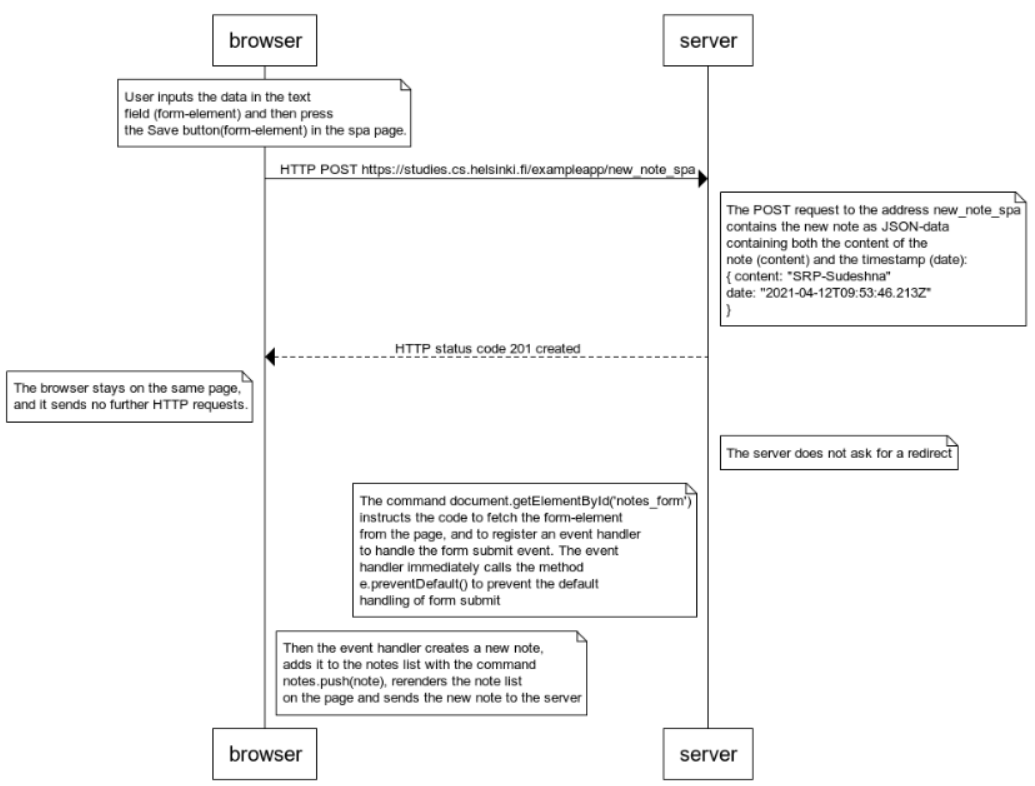 browser
server
User inputs the data in the text
field (form-element) and then press
the Save button(form-element) in the spa page.
HTTP POST https://studies.cs.helsinki.fi/exampleapp/new_note_spa
The POST request to the address new_note_spa
contains the new note as JSON-data
containing both the content of the
note (content) and the timestamp (date):
{ content: "SRP-Sudeshna"
date: "2021-04-12T09:53:46.213Z"
}
HTTP status code 201 created
The browser stays on the same page,
and it sends no further HTTP requests.
The server does not ask for a redirect
The command document.getElementById('notes_form')
instructs the code to fetch the form-element
from the page, and to register an event handler
to handle the form submit event. The event
handler immediately calls the method
e.preventDefault() to prevent the default
handling of form submit
Then the event handler creates a new note,
adds it to the notes list with the command
notes.push(note), rerenders the note list
on the page and sends the new note to the server
browser
server